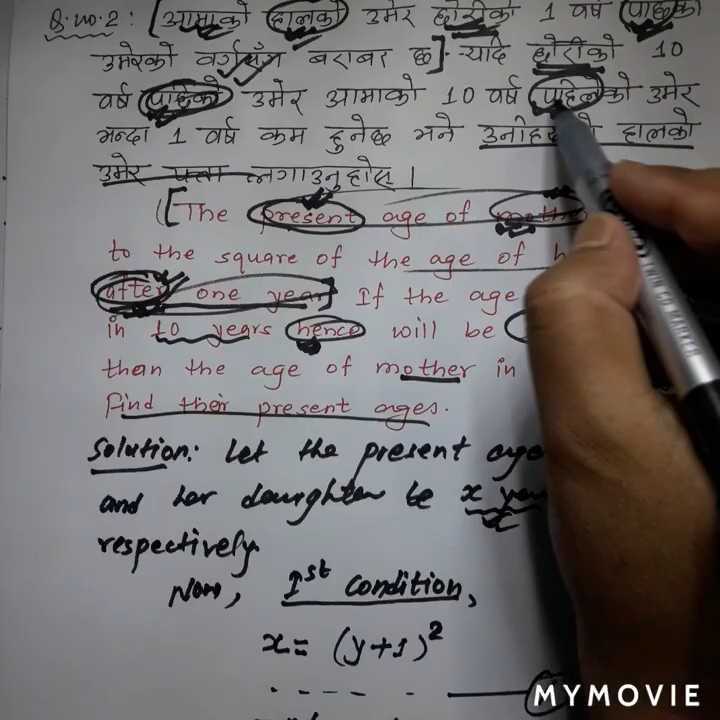 Q.no.2: [आमाको हालको उमेर छोरीको 1 वर्ष पछिको
उमेरको वर्गसँग बराबर छ]. यदि छोरीको 10
वर्ष पछिको उमेर आमाको 10 वर्ष पहिलेको उमेर
भन्दा 1 वर्ष कम हुनेछ भने हालको
उमेर पत्ता लगाउनुहोस् ।
([The present age of mothe
to the square of the age of h
after one year] If the age
in 10 years hence will be
than the age of mother in
Find their present ages.
Solution: Let the present age
and her daughter be x yea
respectively.
Now, 1st condition,
x = (y+1)²
MYMOVIE